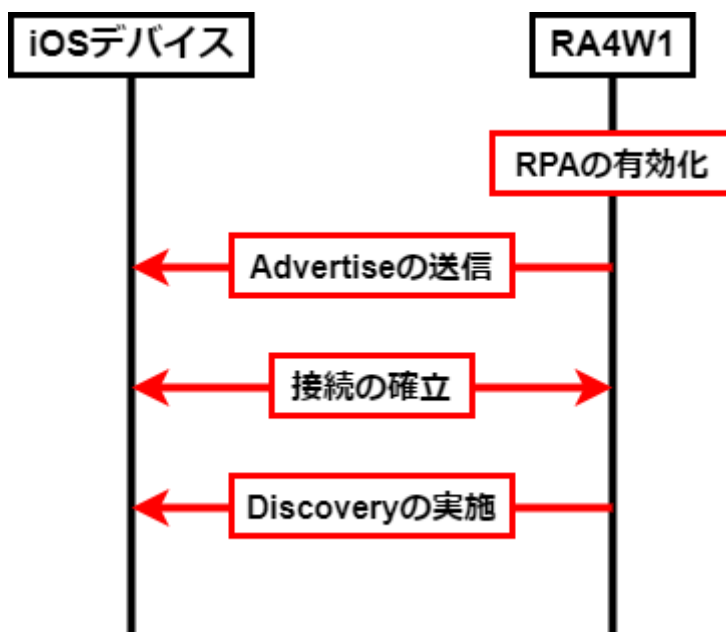 iOSデバイス
RA4W1
RPAの有効化
Advertiseの送信
接続の確立
Discoveryの実施